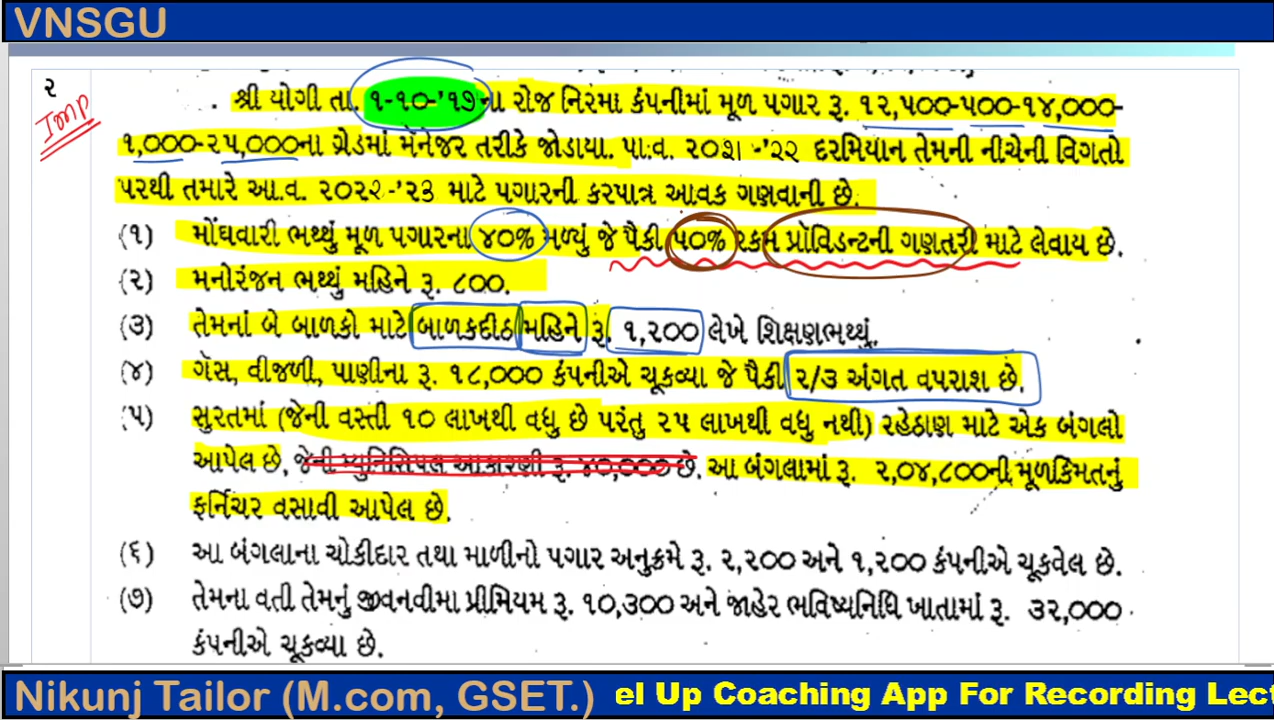 VNSGU
૨
IMP
શ્રી યોગી તા. ૧-૧૦-'૧૭ના રોજ નિરમા કંપનીમાં મૂળ પગાર રૂ. ૧૨,૫૦૦-૫૦૦-૧૪,૦૦૦-
૧,૦૦૦-૨૫,૦૦૦ના ગ્રેડમાં મેનેજર તરીકે જોડાયા. પા.વ. ૨૦૨૧-'૨૨ દરમિયાન તેમની નીચેની વિગતો
પરથી તમારે આ.વ. ૨૦૨૨-'૨૩ માટે પગારની કરપાત્ર આવક ગણવાની છે.
(૧) મોંઘવારી ભથ્થું મૂળ પગારના ૪૦% મળ્યું જે પૈકી ૫૦% રકમ પ્રૉવિડન્ટની ગણતરી માટે લેવાય છે.
(૨) મનોરંજન ભથ્થું મહિને રૂ. ૮૦૦.
(૩) તેમનાં બે બાળકો માટે બાળકદીઠ મહિને રૂ. ૧,૨૦૦ લેખે શિક્ષણભથ્થું.
(૪) ગૅસ, વીજળી, પાણીના રૂ. ૧૮,૦૦૦ કંપનીએ ચૂકવ્યા જે પૈકી ૨/૩ અંગત વપરાશ છે.
(૫) સુરતમાં (જેની વસ્તી ૧૦ લાખથી વધુ છે પરંતુ ૨૫ લાખથી વધુ નથી) રહેઠાણ માટે એક બંગલો
આપેલ છે, જેની મ્યુનિસિપલ આકારણી રૂ. ૪૦,૦૦૦ છે. આ બંગલામાં રૂ. ૨,૦૪,૮૦૦ની મૂળકિંમતનું
ફર્નિચર વસાવી આપેલ છે.
(૬) આ બંગલાના ચોકીદાર તથા માળીનો પગાર અનુક્રમે રૂ. ૨,૨૦૦ અને ૧,૨૦૦ કંપનીએ ચૂકવેલ છે.
(૭) તેમના વતી તેમનું જીવનવીમા પ્રીમિયમ રૂ. ૧૦,૩૦૦ અને જાહેર ભવિષ્યનિધિ ખાતામાં રૂ. ૩૨,૦૦૦
કંપનીએ ચૂકવ્યા છે.
Nikunj Tailor (M.com, GSET.) el Up Coaching App For Recording Lect